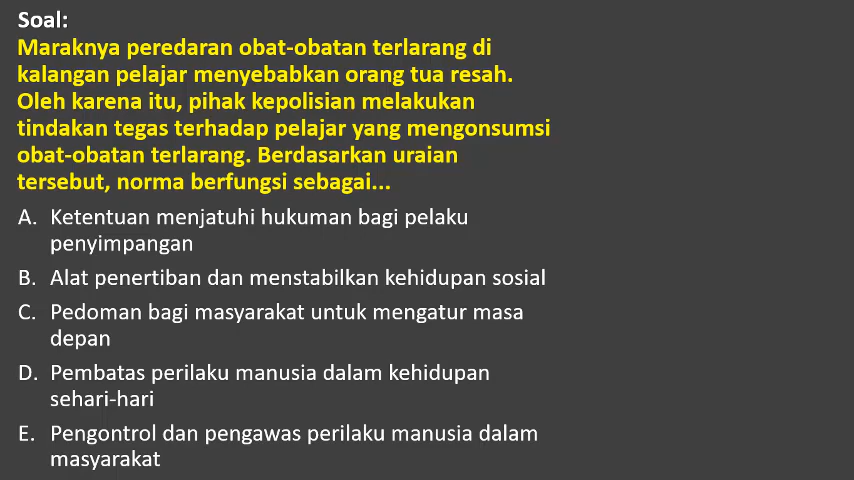 Soal:
Maraknya peredaran obat-obatan terlarang di
kalangan pelajar menyebabkan orang tua resah.
Oleh karena itu, pihak kepolisian melakukan
tindakan tegas terhadap pelajar yang mengonsumsi
obat-obatan terlarang. Berdasarkan uraian
tersebut, norma berfungsi sebagai...
A. Ketentuan menjatuhi hukuman bagi pelaku
penyimpangan
B. Alat penertiban dan menstabilkan kehidupan sosial
C. Pedoman bagi masyarakat untuk mengatur masa
depan
D. Pembatas perilaku manusia dalam kehidupan
sehari-hari
E. Pengontrol dan pengawas perilaku manusia dalam
masyarakat